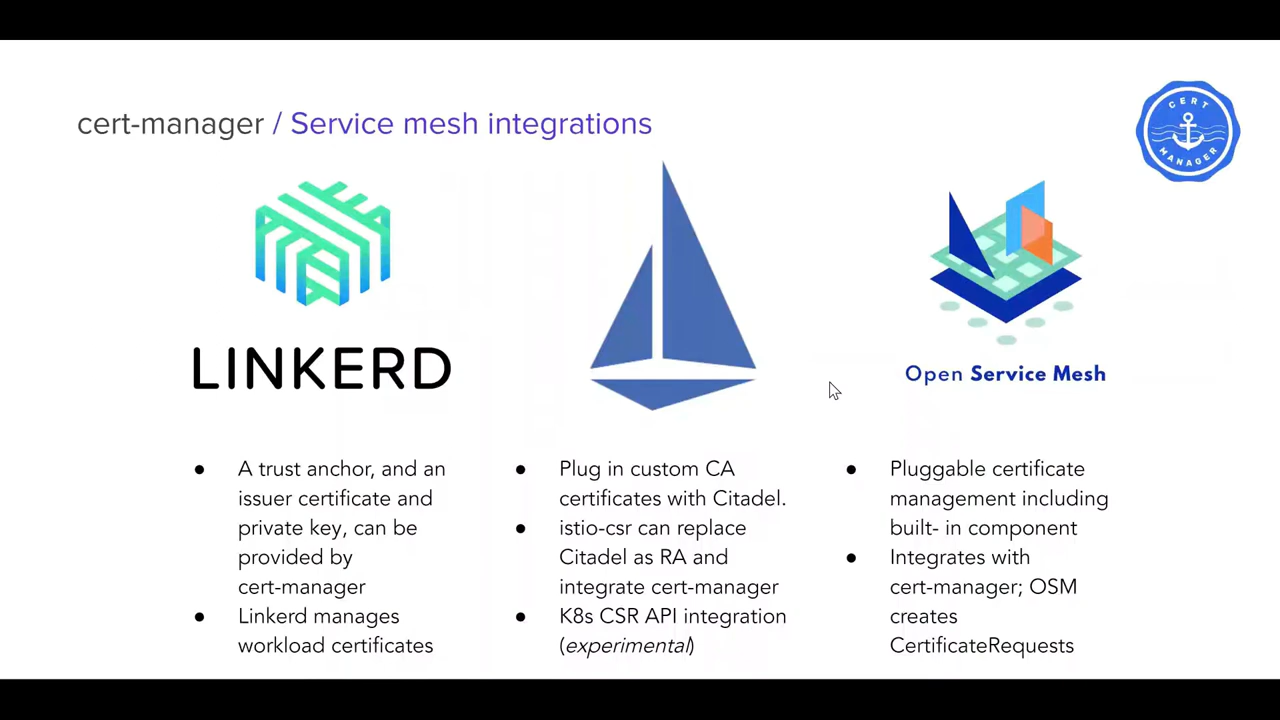 cert-manager / Service mesh integrations
CERT
MANAGER
LINKERD
Open Service Mesh
● A trust anchor, and an
issuer certificate and
private key, can be
provided by
cert-manager
● Linkerd manages
workload certificates
● Plug in custom CA
certificates with Citadel.
● istio-csr can replace
Citadel as RA and
integrate cert-manager
● K8s CSR API integration
(experimental)
● Pluggable certificate
management including
built- in component
● Integrates with
cert-manager; OSM
creates
CertificateRequests